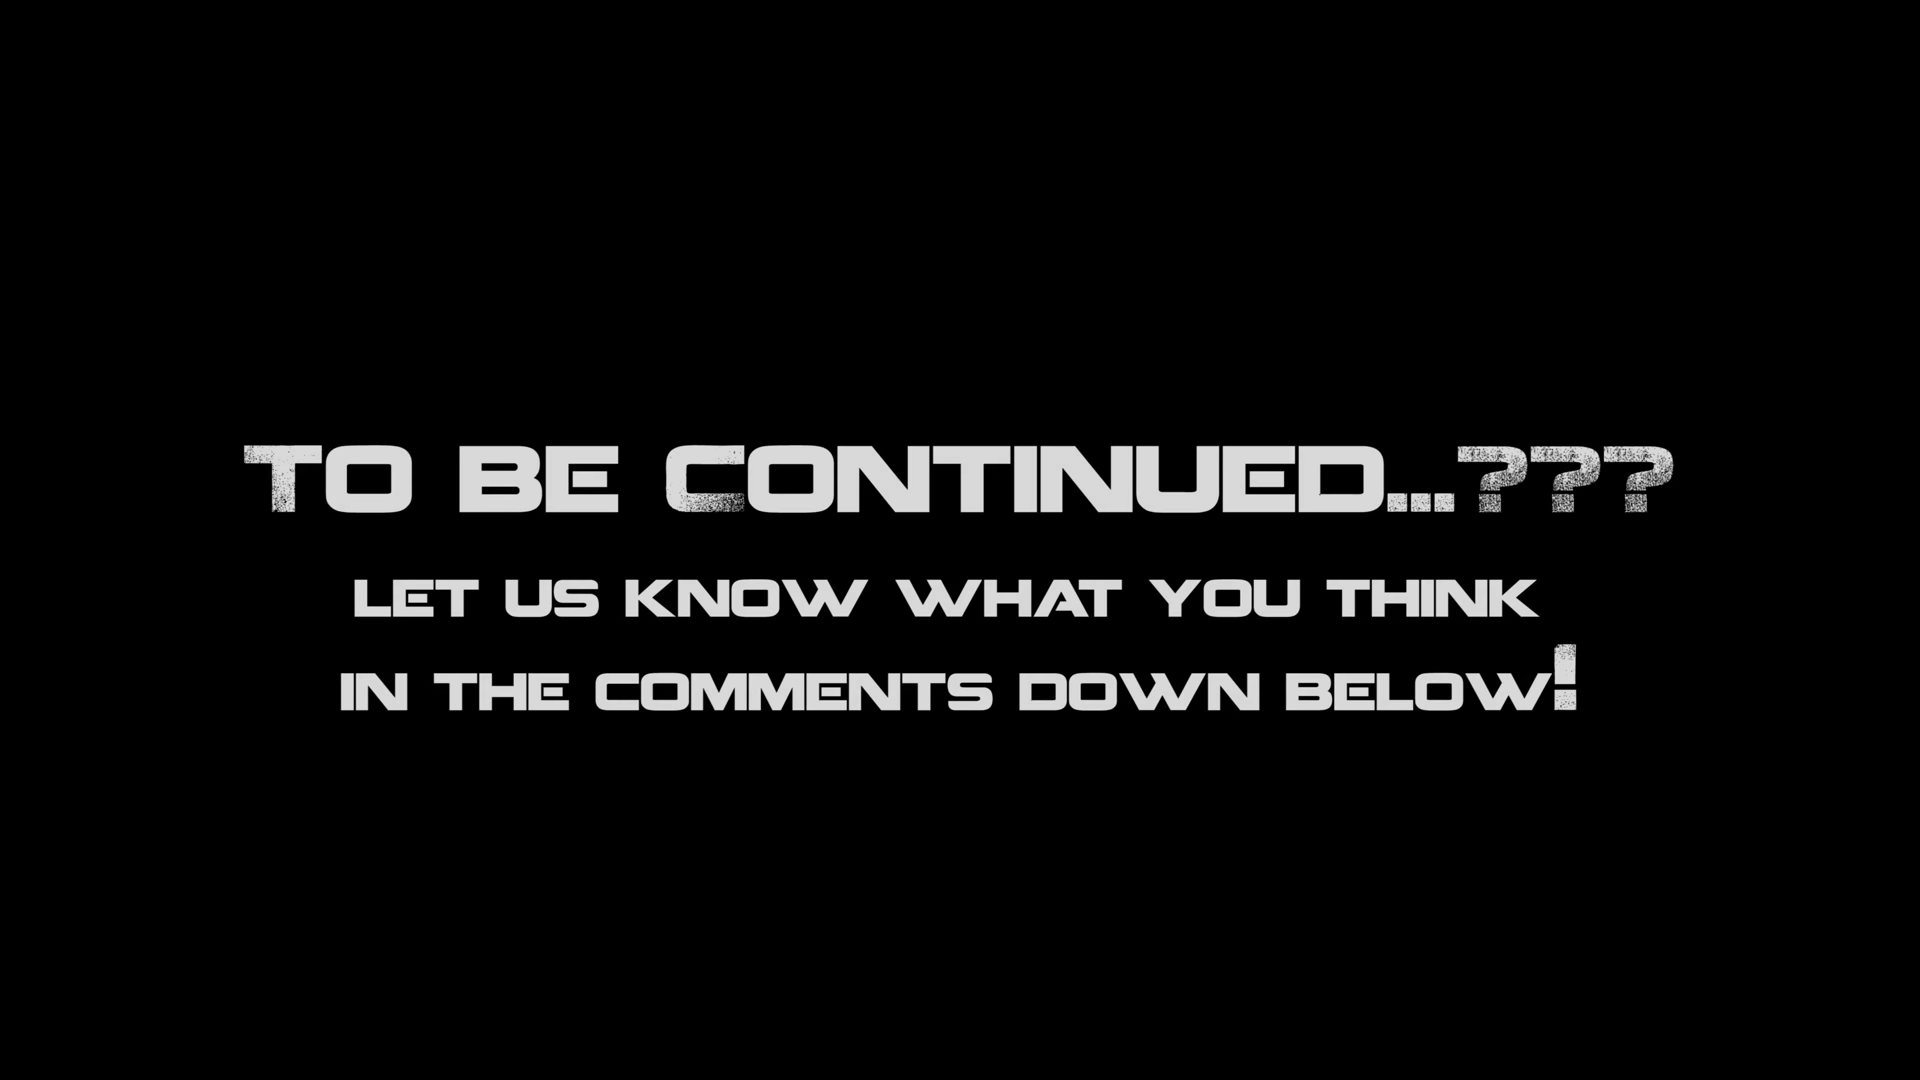 TO BE CONTINUED...???
LET US KNOW WHAT YOU THINK
IN THE COMMENTS DOWN BELOW!